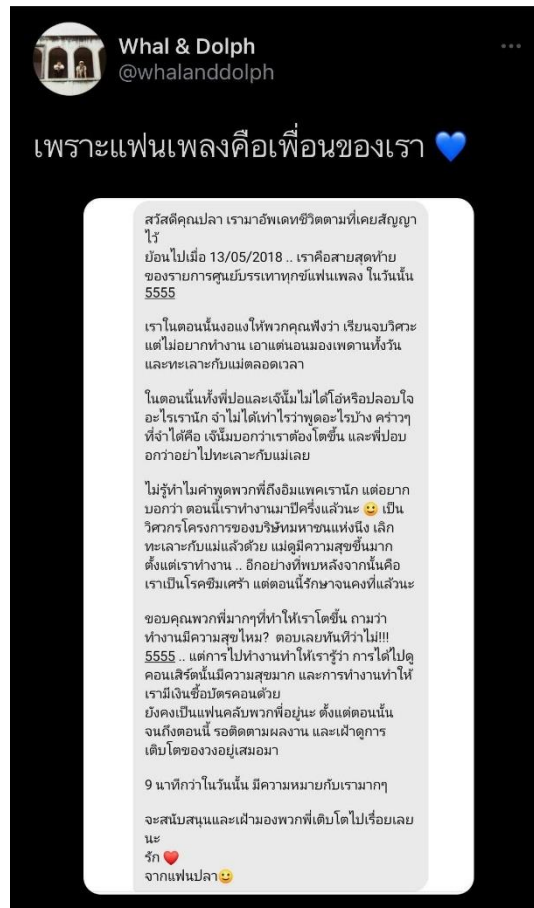 Whal & Dolph
@whalanddolph
เพราะแฟนเพลงคือเพื่อนของเรา 💙
สวัสดีคุณปลา เรามาอัพเดทชีวิตตามที่เคยสัญญา
ไว้
ย้อนไปเมื่อ 13/05/2018 .. เราคือสายสุดท้าย
ของรายการศูนย์บรรเทาทุกข์แฟนเพลง ในวันนั้น
5555
เราในตอนนั้นงอแงให้พวกคุณฟังว่า เรียนจบวิศวะ
แต่ไม่อยากทำงาน เอาแต่นอนมองเพดานทั้งวัน
และทะเลาะกับแม่ตลอดเวลา
ในตอนนี้นทั้งพี่ปอและเจ๊น็มไม่ได้โอ๋หรือปลอบใจ
อะไรเรานัก จำไม่ได้เท่าไรว่าพูดอะไรบ้าง คร่าวๆ
ที่จำได้คือ เจ๊น็มบอกว่าเราต้องโตขึ้น และพี่ปอบ
อกว่าอย่าไปทะเลาะกับแม่เลย
ไม่รู้ทำไมคำพูดพวกพี่ถึงอิมแพคเรานัก แต่อยาก
บอกว่า ตอนนี้เราทำงานมาปีครึ่งแล้วนะ 🙂 เป็น
วิศวกรโครงการของบริษัทมหาชนแห่งนึง เลิก
ทะเลาะกับแม่แล้วด้วย แม่ดูมีความสุขขึ้นมาก
ตั้งแต่เราทำงาน .. อีกอย่างที่พบหลังจากนั้นคือ
เราเป็นโรคซึมเศร้า แต่ตอนนี้รักษาจนคงที่แล้วนะ
ขอบคุณพวกพี่มากๆที่ทำให้เราโตขึ้น ถามว่า
ทำงานมีความสุขไหม? ตอบเลยทันทีว่าไม่!!!
5555 .. แต่การไปทำงานทำให้เรารู้ว่า การได้ไปดู
คอนเสิร์ตนั้นมีความสุขมาก และการทำงานทำให้
เรามีเงินซื้อบัตรคอนด้วย
ยังคงเป็นแฟนคลับพวกพี่อยู่นะ ตั้งแต่ตอนนั้น
จนถึงตอนนี้ รอติดตามผลงาน และเฝ้าดูการ
เติบโตของวงอยู่เสมอมา
9 นาทีกว่าในวันนั้น มีความหมายกับเรามากๆ
จะสนับสนุนและเฝ้ามองพวกพี่เติบโตไปเรื่อยเลย
นะ
รัก ❤️
จากแฟนปลา🙂